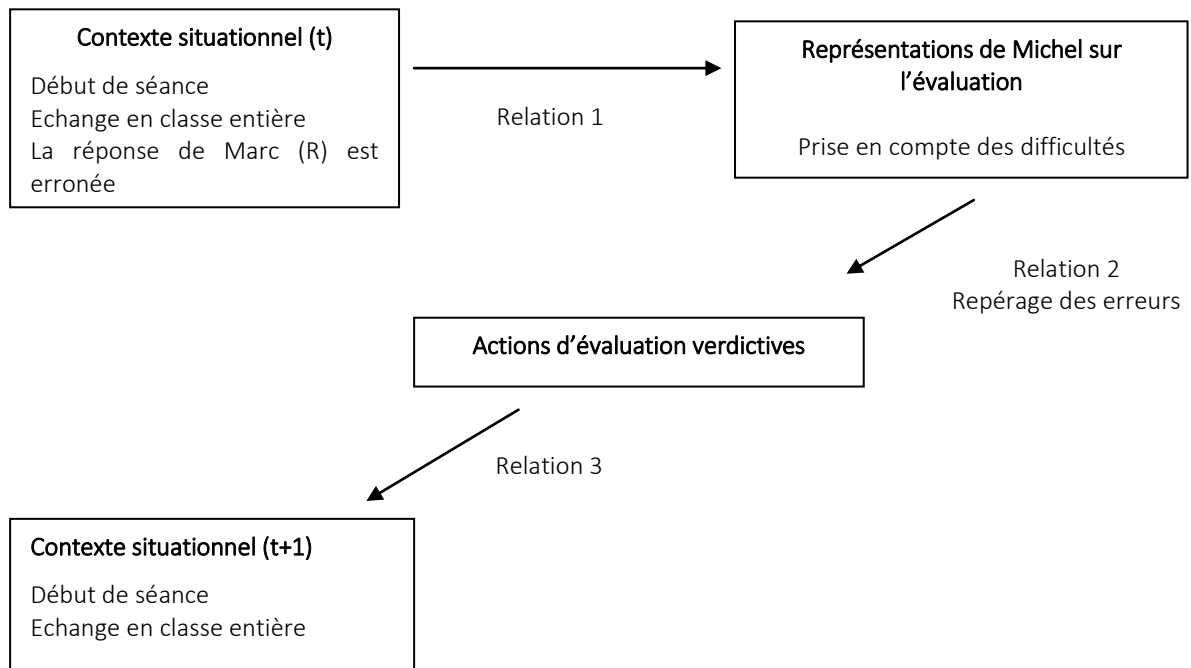 Contexte situationnel (t)
Début de séance
Echange en classe entière
La réponse de Marc (R) est
erronée
Relation 1
Représentations de Michel sur
l’évaluation
Prise en compte des difficultés
Relation 2
Repérage des erreurs
Actions d’évaluation verdictives
Relation 3
Contexte situationnel (t+1)
Début de séance
Echange en classe entière